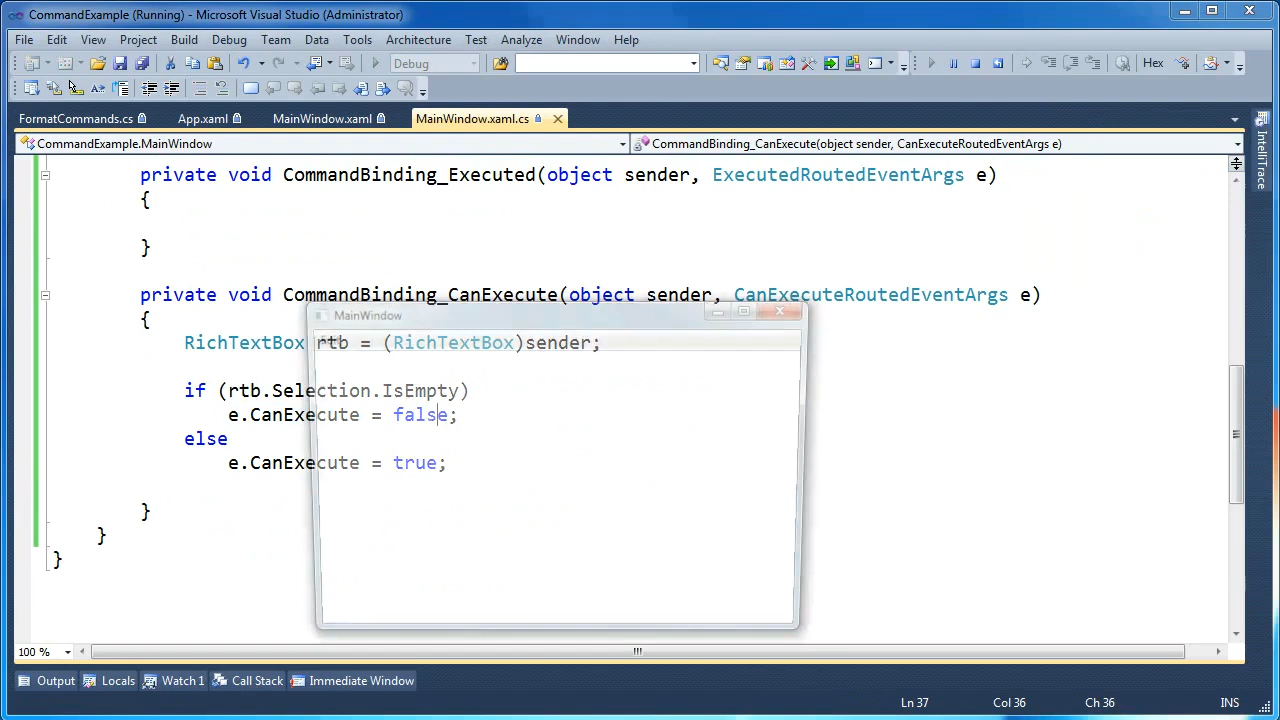 CommandExample (Running) - Microsoft Visual Studio (Administrator)
File Edit View Project Build Debug Team Data Tools Architecture Test Analyze Window Help
Debug
Hex
FormatCommands.cs App.xaml MainWindow.xaml MainWindow.xaml.cs
CommandExample.MainWindow CommandBinding_CanExecute(object sender, CanExecuteRoutedEventArgs e)
IntelliTrace
private void CommandBinding_Executed(object sender, ExecutedRoutedEventArgs e)
{
}
private void CommandBinding_CanExecute(object sender, CanExecuteRoutedEventArgs e)
{
MainWindow
RichTextBox rtb = (RichTextBox)sender;
if (rtb.Selection.IsEmpty)
e.CanExecute = false;
else
e.CanExecute = true;
}
}
}
100 %
Output Locals Watch 1 Call Stack Immediate Window
Ln 37 Col 36 Ch 36 INS